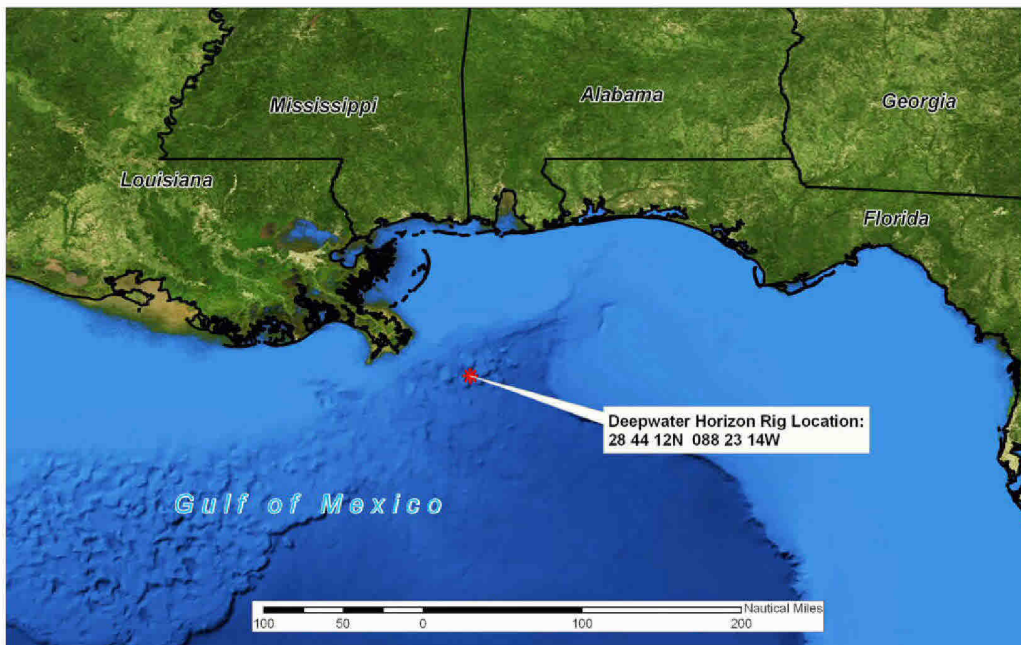 Mississippi
Alabama
Georgia
Louisiana
Florida
Deepwater Horizon Rig Location:
28 44 12N  088 23 14W
Gulf of Mexico
Nautical Miles
100 50 0 100 200